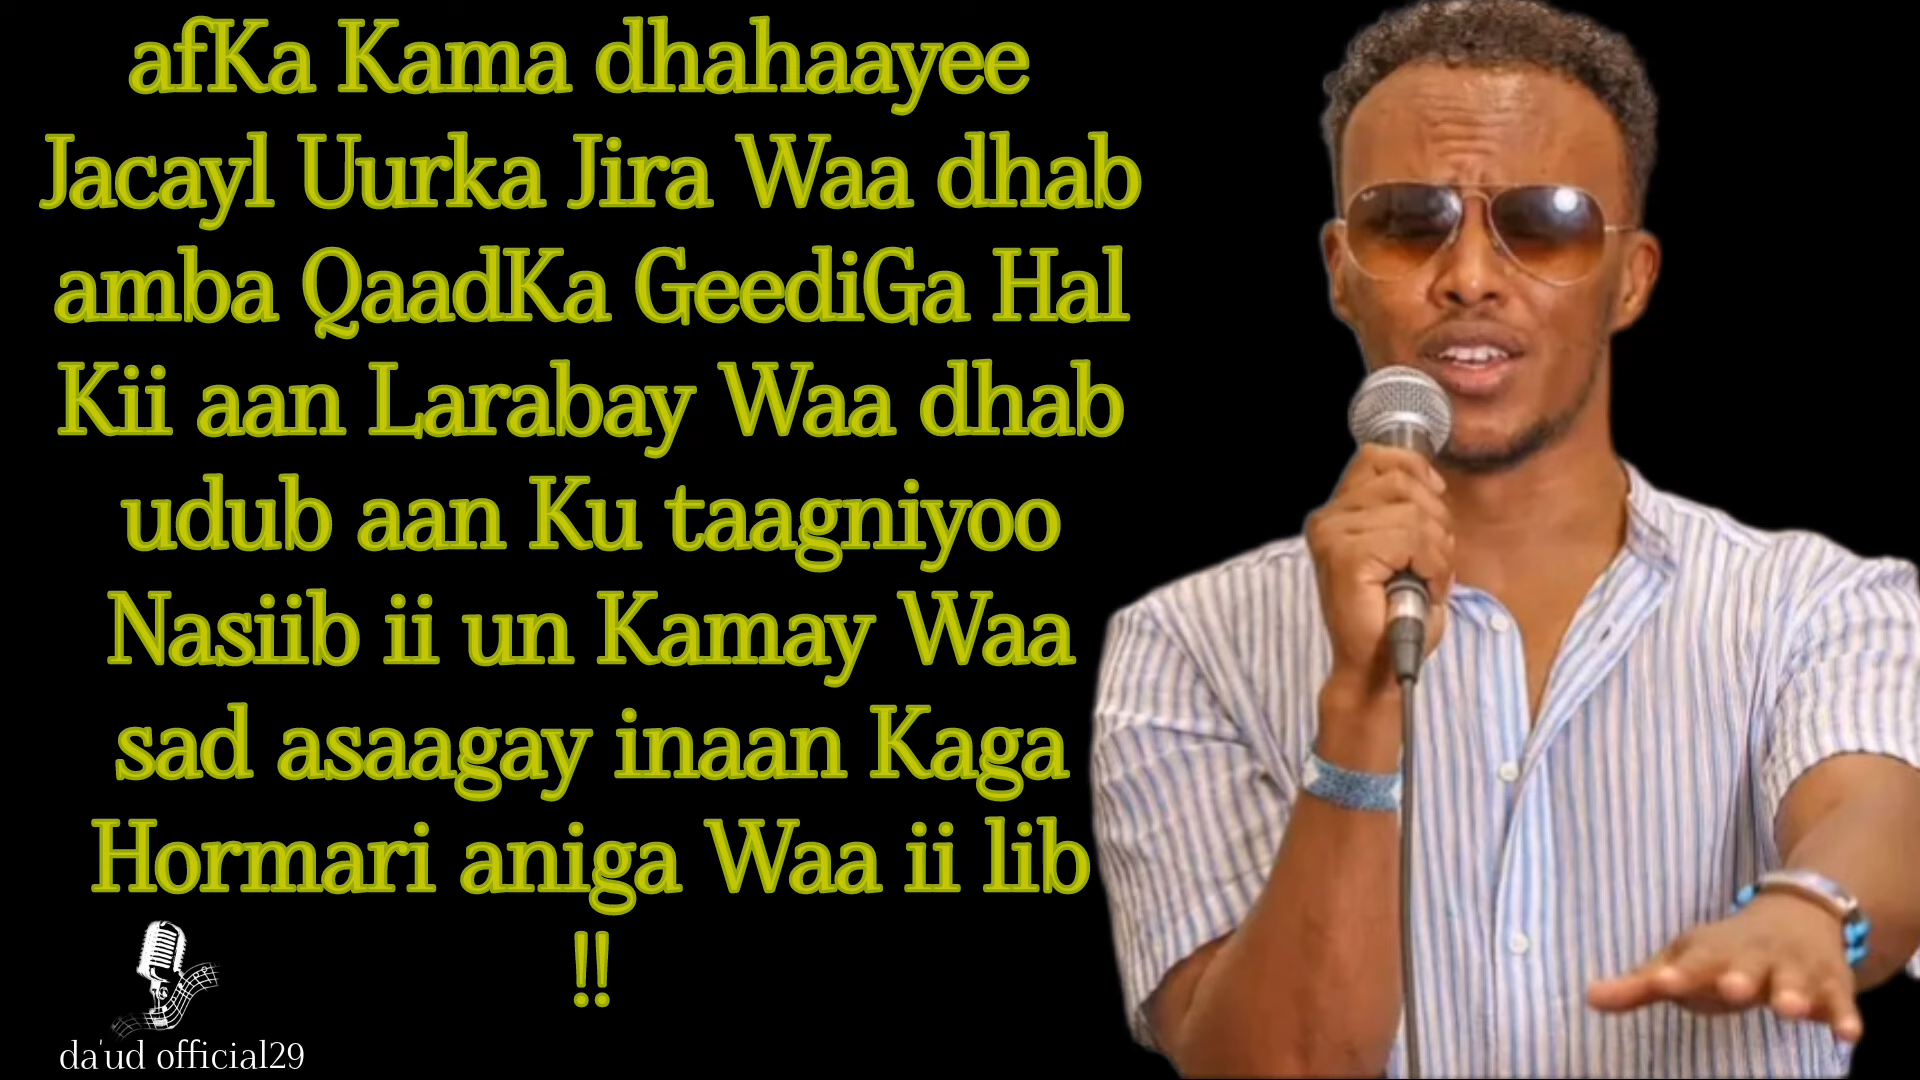 afKa Kama dhahaayee
Jacayl Uurka Jira Waa dhab
amba QaadKa GeediGa Hal
Kii aan Larabay Waa dhab
udub aan Ku taagniyoo
Nasiib ii un Kamay Waa
sad asaagay inaan Kaga
Hormari aniga Waa ii lib
!!
da'ud official29